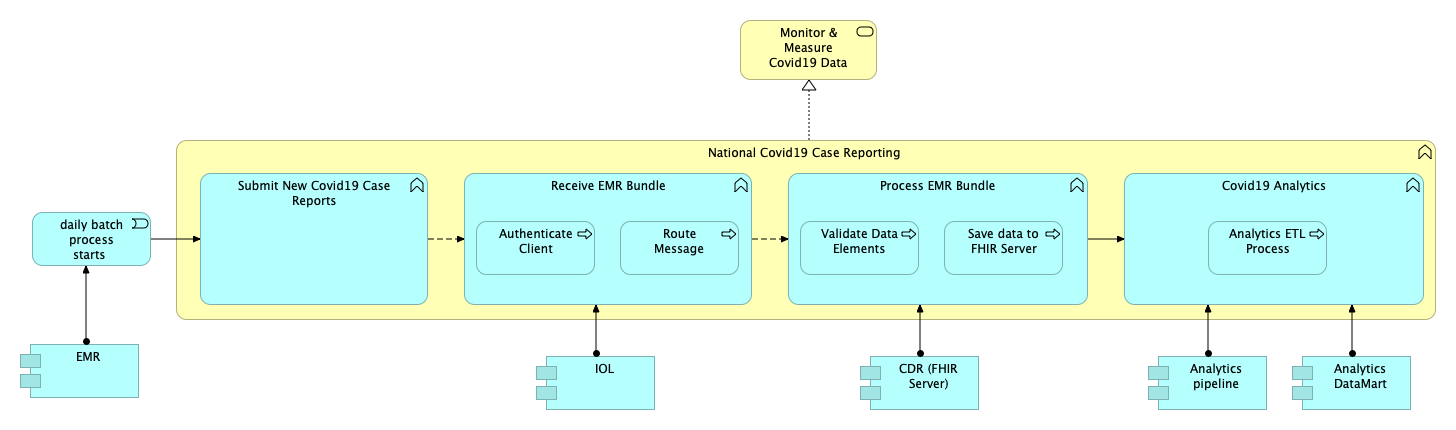 Monitor &
Measure
Covid19 Data
National Covid19 Case Reporting
Submit New Covid19 Case
Reports
Receive EMR Bundle
Process EMR Bundle
Covid19 Analytics
daily batch
process
starts
Authenticate
Client
Route
Message
Validate Data
Elements
Save data to
FHIR Server
Analytics ETL
Process
EMR
IOL
CDR (FHIR
Server)
Analytics
pipeline
Analytics
DataMart